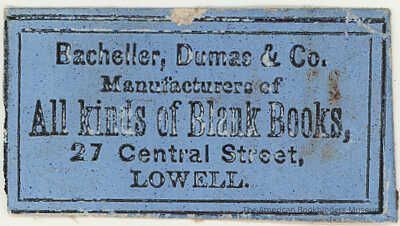 Bacheller, Dumas & Co.
Manufacturers of
All kinds of Blank Books,
27 Central Street,
LOWELL.
The American Bookbinders Museum